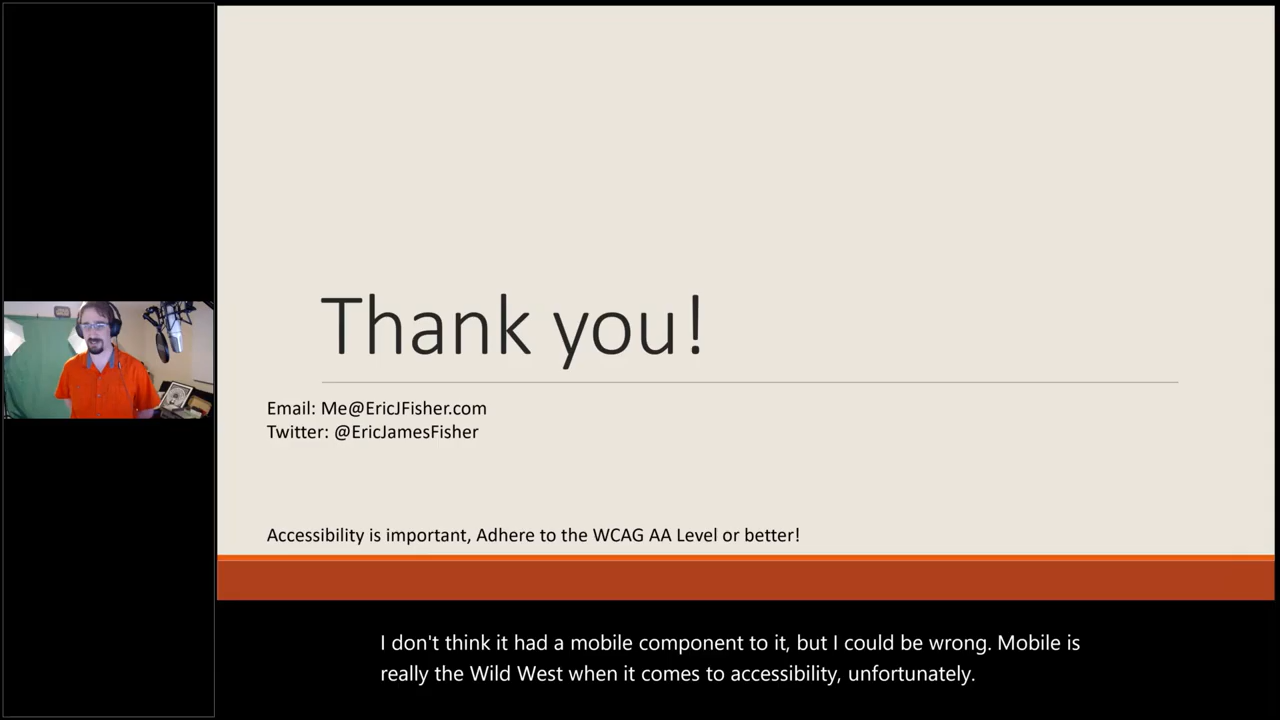 Thank you!
Email: Me@EricJFisher.com
Twitter: @EricJamesFisher
Accessibility is important, Adhere to the WCAG AA Level or better!
I don't think it had a mobile component to it, but I could be wrong. Mobile is
really the Wild West when it comes to accessibility, unfortunately.